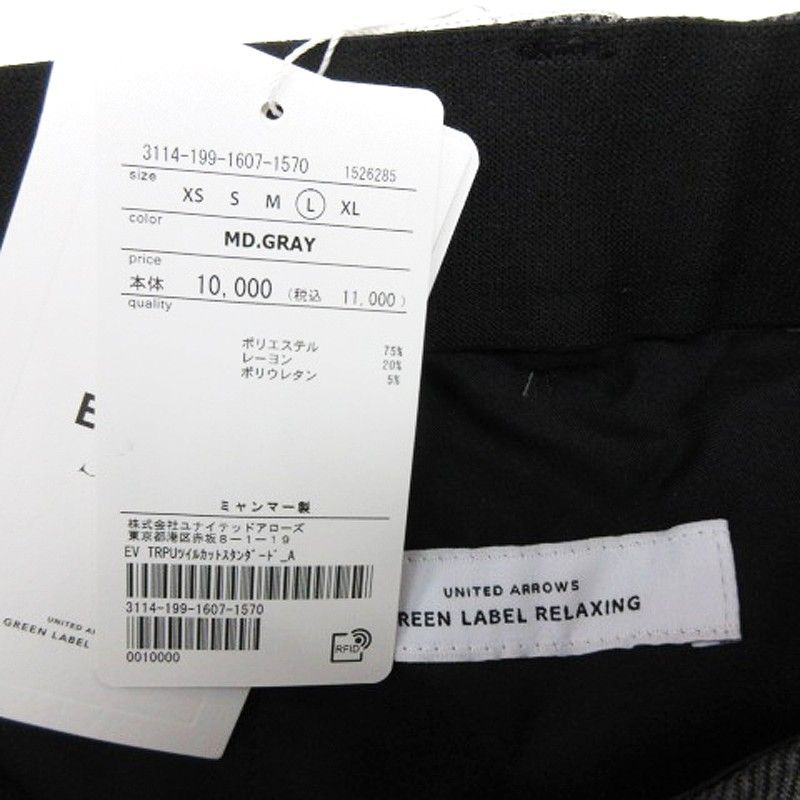 3114-199-1607-1570 1526285
size
XS S M L XL
color
MD.GRAY
price
本体 10,000 (税込 11,000)
quality
ポリエステル 75%
レーヨン 20%
ポリウレタン 5%
ミャンマー製
株式会社ユナイテッドアローズ
東京都港区赤坂8-1-19
EV TRPUツイルカットスタンダード_A
3114-199-1607-1570
0010000
RFID
UNITED ARROWS
REEN LABEL RELAXING
UNITED AR
GREEN LABEL